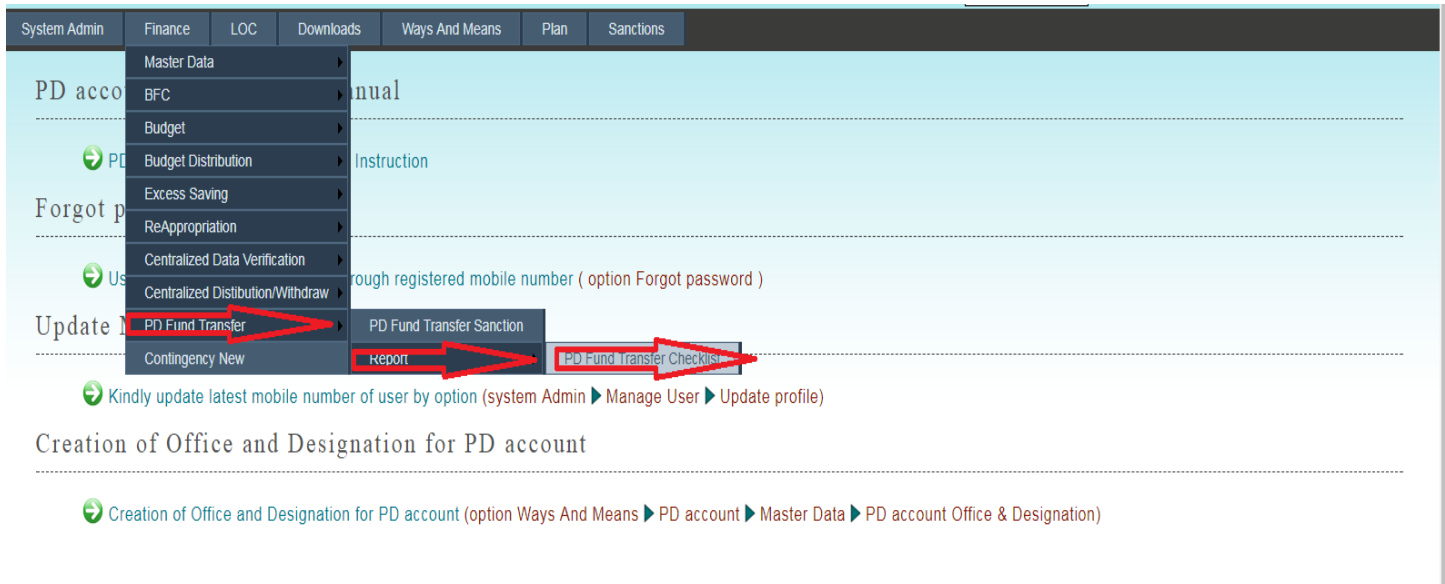 System Admin Finance LOC Downloads Ways And Means Plan Sanctions
Master Data
PD acco
anual
BFC
Budget
PD
Budget Distribution
Instruction
Excess Saving
Forgot p
ReAppropriation
Centralized Data Verification
Us
rough registered mobile number ( option Forgot password )
Centralized Distibution/Withdraw
Update
PD Fund Transfer
PD Fund Transfer Sanction
Contingency New
Report
PD Fund Transfer Checklist
Kindly update latest mobile number of user by option (system Admin Manage User Update profile)
Creation of Office and Designation for PD account
Creation of Office and Designation for PD account (option Ways And Means PD account Master Data PD account Office & Designation)